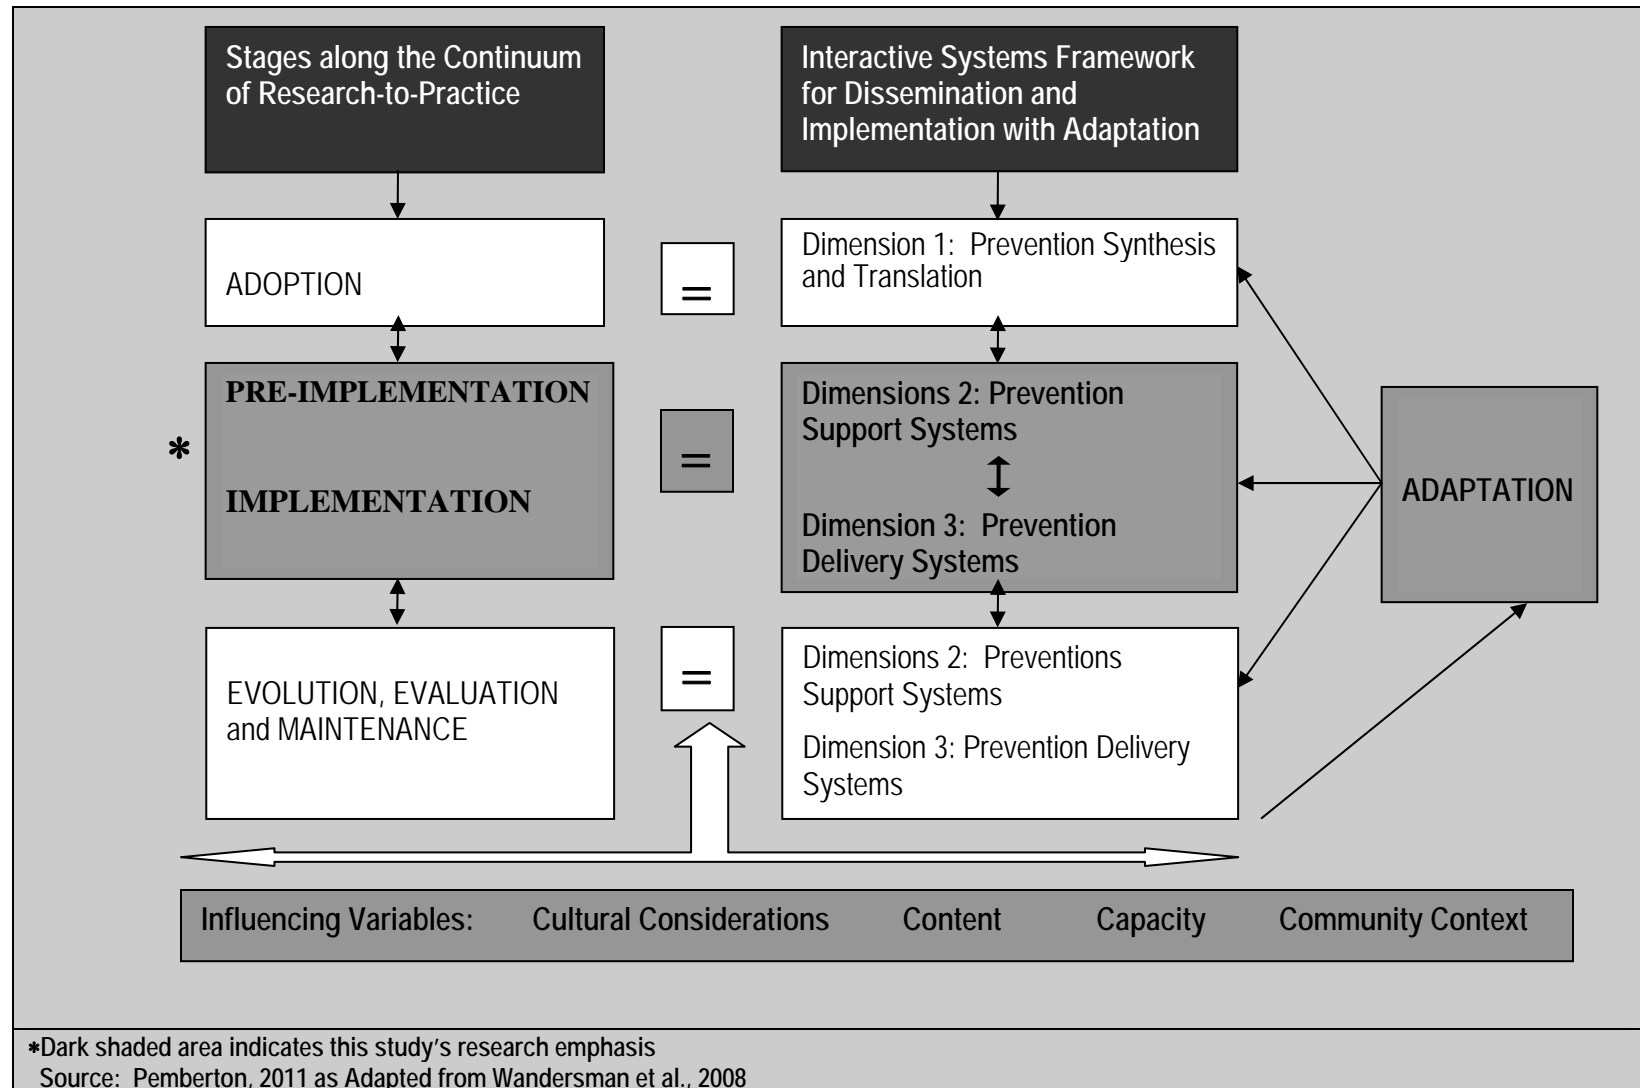 Stages along the Continuum
of Research-to-Practice
Interactive Systems Framework
for Dissemination and
Implementation with Adaptation
ADOPTION
=
Dimension 1:  Prevention Synthesis
and Translation
*
PRE-IMPLEMENTATION
IMPLEMENTATION
=
Dimensions 2: Prevention
Support Systems
Dimension 3:  Prevention
Delivery Systems
ADAPTATION
EVOLUTION, EVALUATION
and MAINTENANCE
=
Dimensions 2:  Preventions
Support Systems
Dimension 3: Prevention Delivery
Systems
Influencing Variables: Cultural Considerations Content Capacity Community Context
*Dark shaded area indicates this study's research emphasis
Source:  Pemberton, 2011 as Adapted from Wandersman et al., 2008